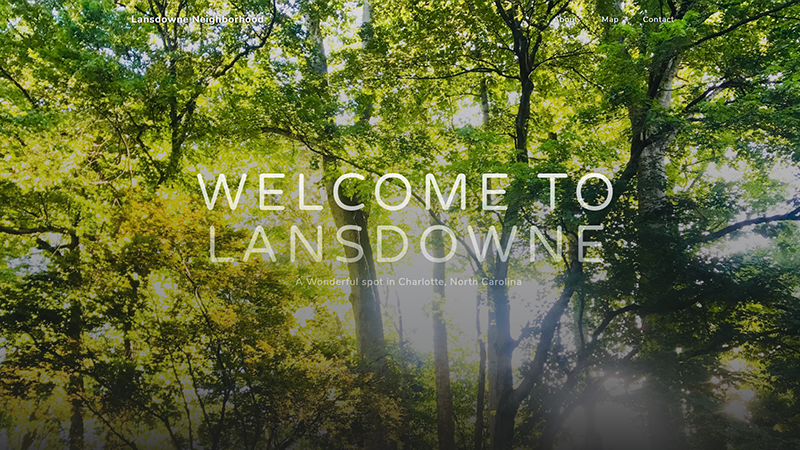 Lansdowne Neighborhood
About Map Contact
WELCOME TO
LANSDOWNE
A Wonderful spot in Charlotte, North Carolina